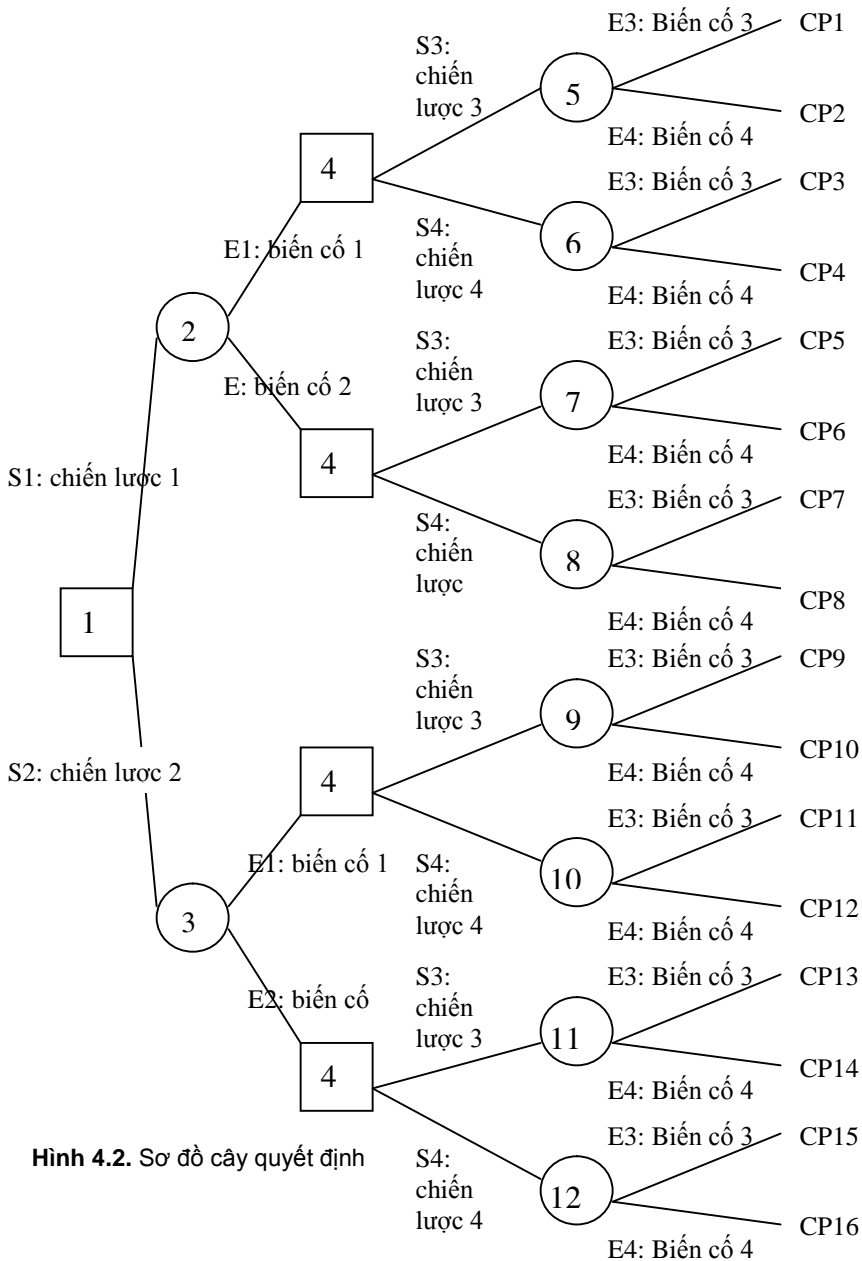 E3: Biến cố 3
CP1
S3:
chiến
lược 3
5
CP2
E4: Biến cố 4
4
E3: Biến cố 3
CP3
S4:
chiến
lược 4
6
E1: biến cố 1
CP4
E4: Biến cố 4
2
S3:
chiến
lược 3
E3: Biến cố 3
CP5
E: biến cố 2
7
CP6
4
E4: Biến cố 4
S1: chiến lược 1
E3: Biến cố 3
CP7
S4:
chiến
lược
8
CP8
1
E4: Biến cố 4
S3:
chiến
lược 3
E3: Biến cố 3
CP9
9
CP10
S2: chiến lược 2
4
E4: Biến cố 4
E3: Biến cố 3
CP11
E1: biến cố 1
S4:
chiến
lược 4
10
CP12
3
E4: Biến cố 4
S3:
chiến
lược 3
E3: Biến cố 3
CP13
E2: biến cố
11
CP14
4
E4: Biến cố 4
E3: Biến cố 3
CP15
Hình 4.2. Sơ đồ cây quyết định
S4:
chiến
lược 4
12
CP16
E4: Biến cố 4